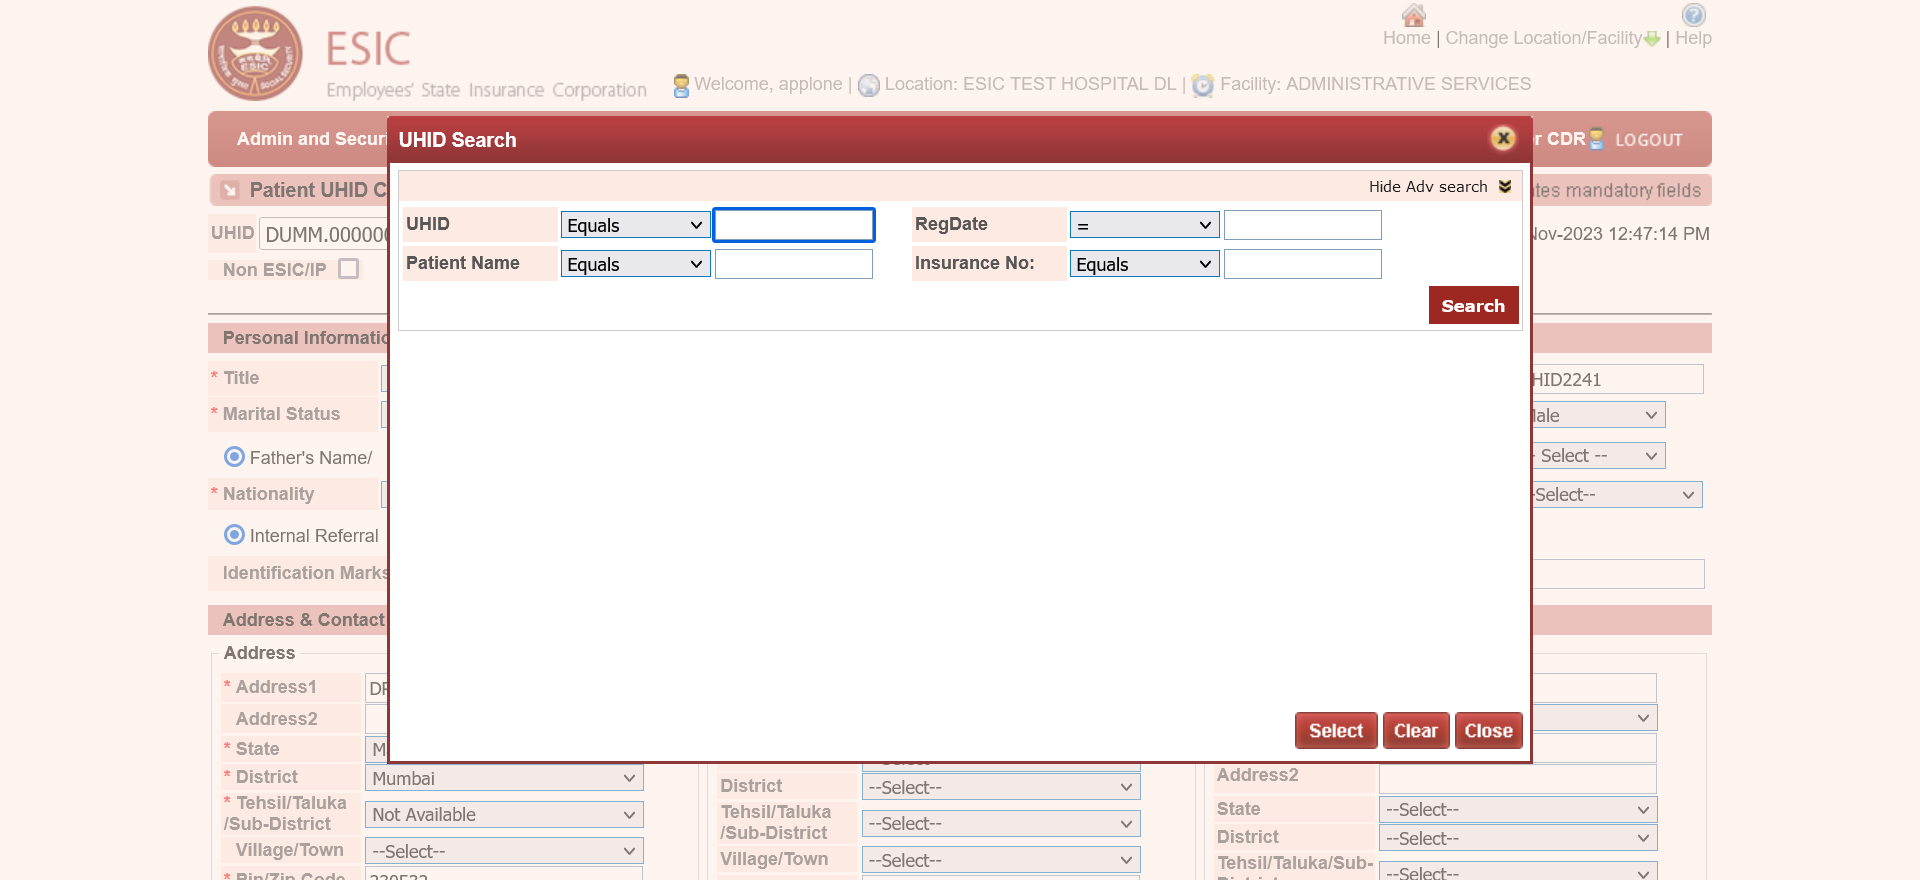 ESIC
Employees' State Insurance Corporation
Home | Change Location/Facility | Help
Welcome, applone | Location: ESIC TEST HOSPITAL DL | Facility: ADMINISTRATIVE SERVICES
Admin and Securi
r CDR LOGOUT
UHID Search
Patient UHID C
tes mandatory fields
Hide Adv search
UHID DUMM.000000
Nov-2023 12:47:14 PM
Non ESIC/IP
UHID Equals
RegDate =
Patient Name Equals
Insurance No: Equals
Search
Personal Informatio
* Title
HID2241
* Marital Status
Male
Father's Name/
- Select --
* Nationality
-Select--
Internal Referral
Identification Marks
Address & Contact
Address
* Address1 DP
Address2
* State M
* District Mumbai
* Tehsil/Taluka
/Sub-District Not Available
Village/Town --Select--
* Pin/Zip Code 230532
Select Clear Close
District --Select--
Tehsil/Taluka
/Sub-District --Select--
Village/Town --Select--
Address2
State --Select--
District --Select--
Tehsil/Taluka/Sub-
District --Select--